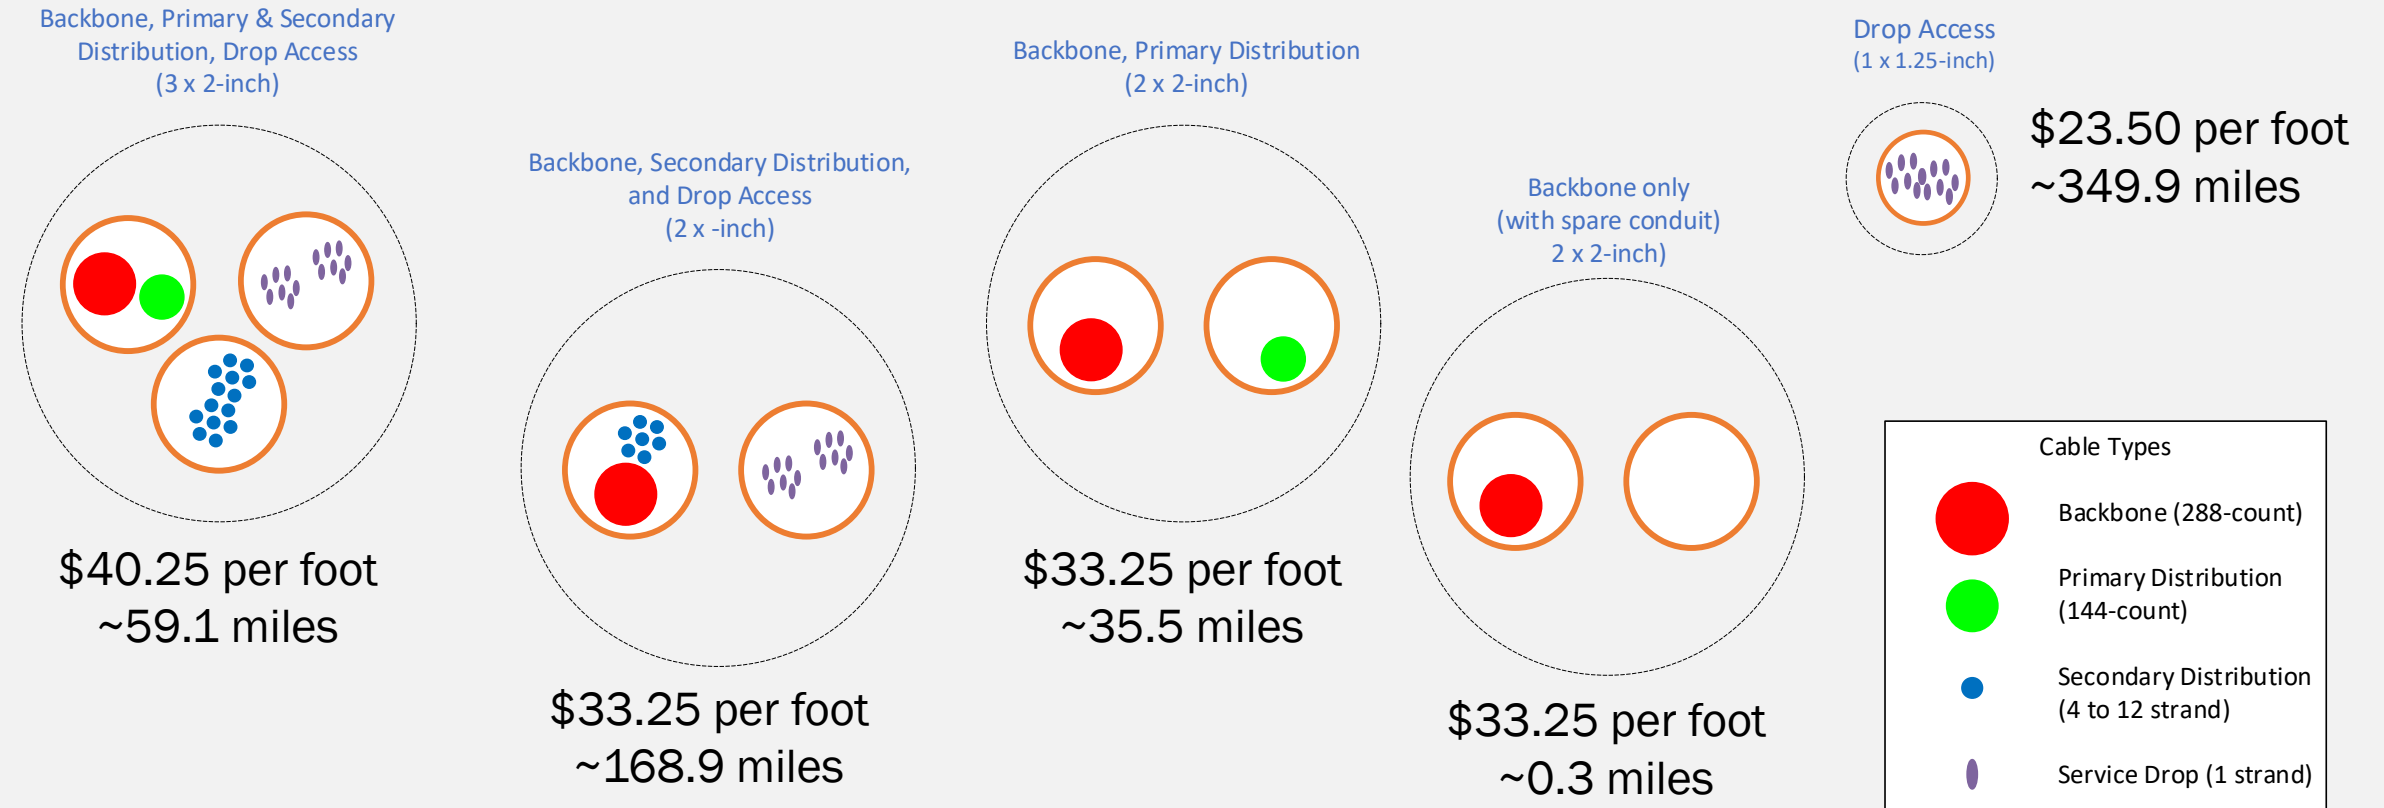 Backbone, Primary & Secondary
Distribution, Drop Access
(3 x 2-inch)
$40.25 per foot
~59.1 miles
Backbone, Secondary Distribution,
and Drop Access
(2 x -inch)
$33.25 per foot
~168.9 miles
Backbone, Primary Distribution
(2 x 2-inch)
$33.25 per foot
~35.5 miles
Backbone only
(with spare conduit)
2 x 2-inch)
$33.25 per foot
~0.3 miles
Drop Access
(1 x 1.25-inch)
$23.50 per foot
~349.9 miles
Cable Types
Backbone (288-count)
Primary Distribution
(144-count)
Secondary Distribution
(4 to 12 strand)
Service Drop (1 strand)